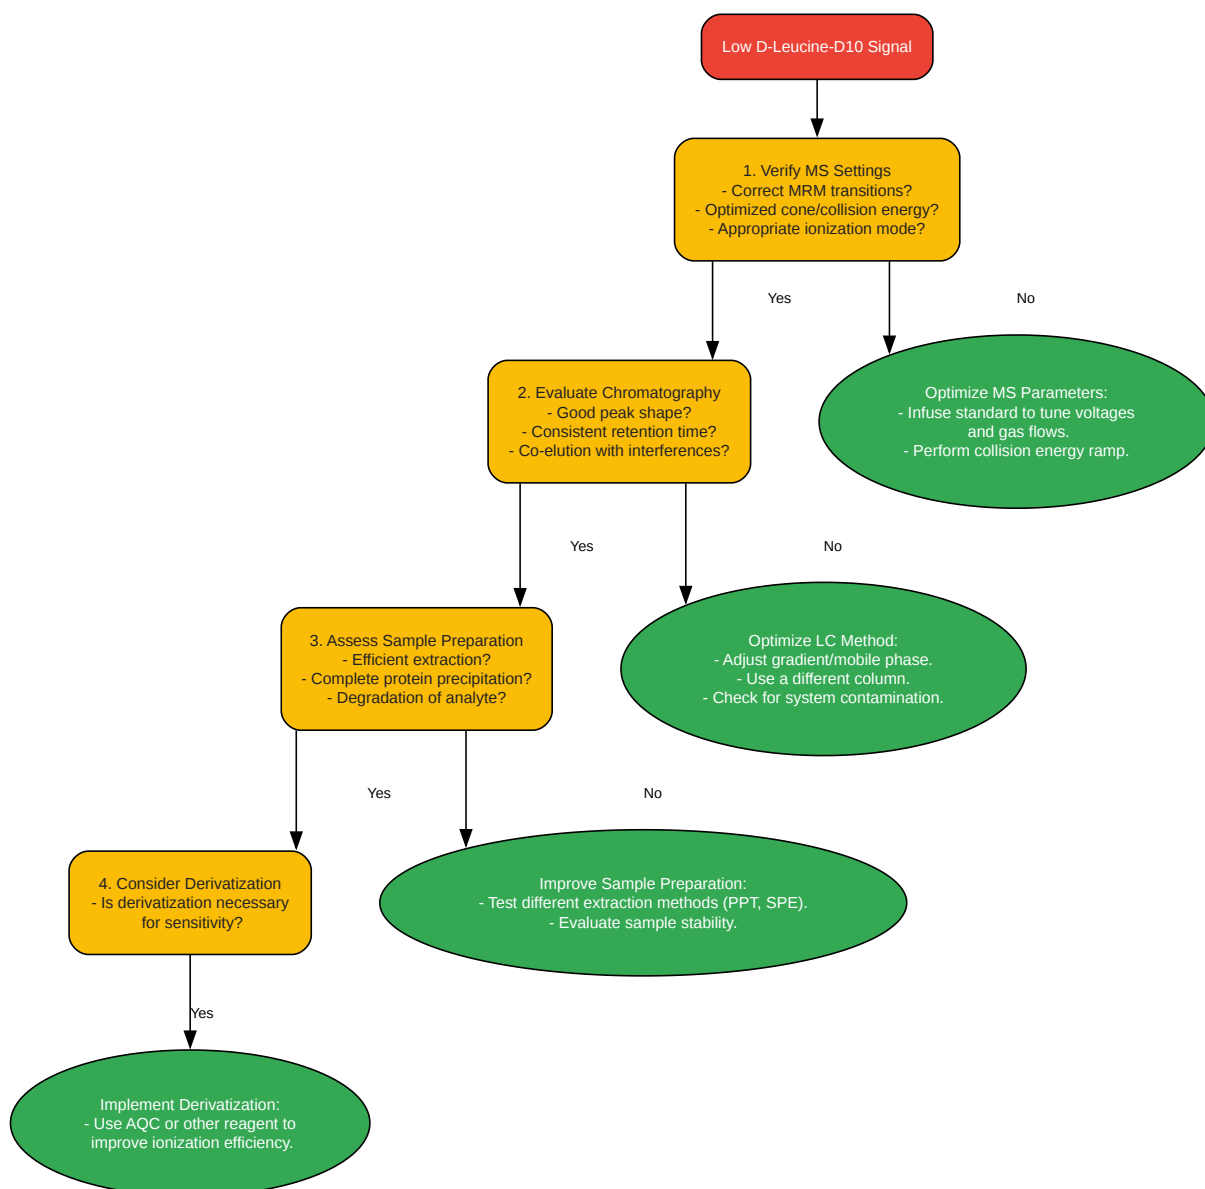 Low D-Leucine-D10 Signal
1. Verify MS Settings
- Correct MRM transitions?
- Optimized cone/collision energy?
- Appropriate ionization mode?
Yes
No
2. Evaluate Chromatography
- Good peak shape?
- Consistent retention time?
- Co-elution with interferences?
Optimize MS Parameters:
- Infuse standard to tune voltages
and gas flows.
- Perform collision energy ramp.
Yes
No
3. Assess Sample Preparation
- Efficient extraction?
- Complete protein precipitation?
- Degradation of analyte?
Optimize LC Method:
- Adjust gradient/mobile phase.
- Use a different column.
- Check for system contamination.
Yes
No
4. Consider Derivatization
- Is derivatization necessary
for sensitivity?
Improve Sample Preparation:
- Test different extraction methods (PPT, SPE).
- Evaluate sample stability.
Yes
Implement Derivatization:
- Use AQC or other reagent to
improve ionization efficiency.